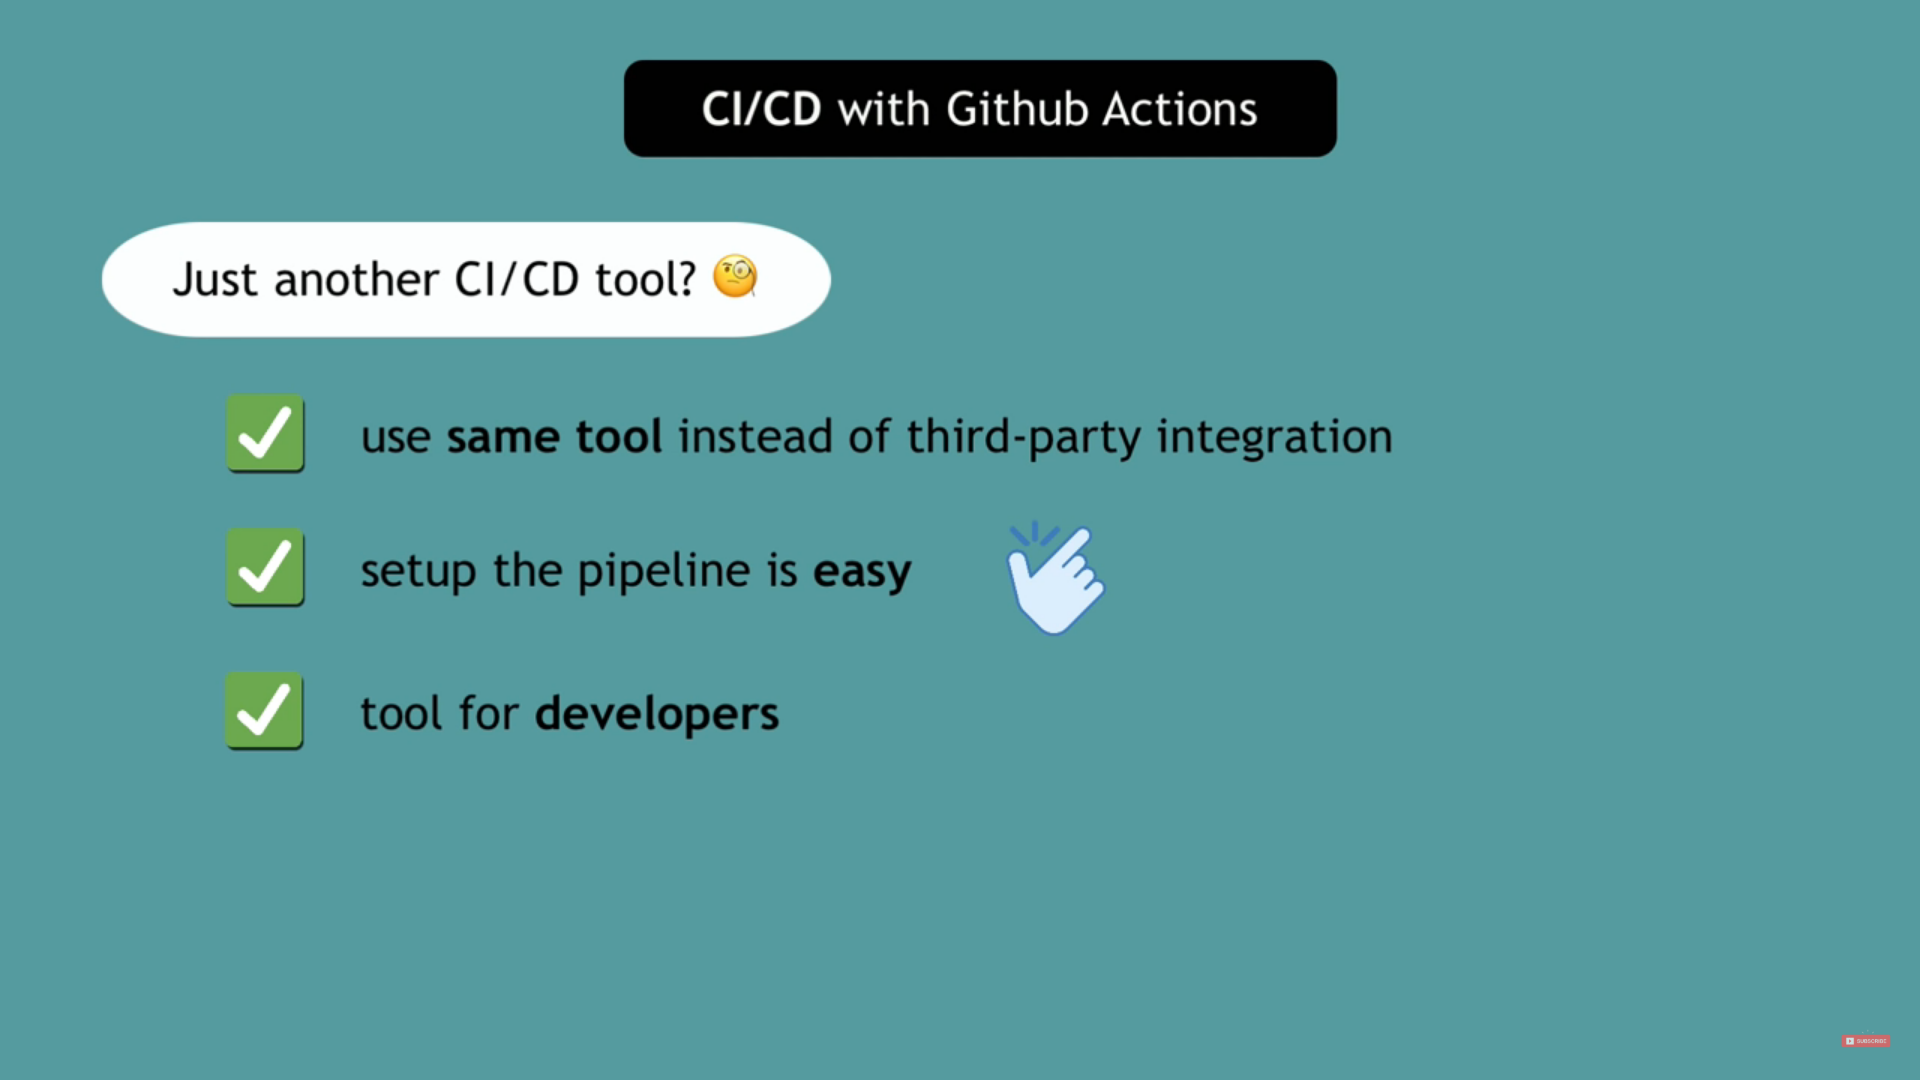 CI/CD with Github Actions
Just another CI/CD tool? 🧐
use same tool instead of third-party integration
setup the pipeline is easy
tool for developers
SUBSCRIBE